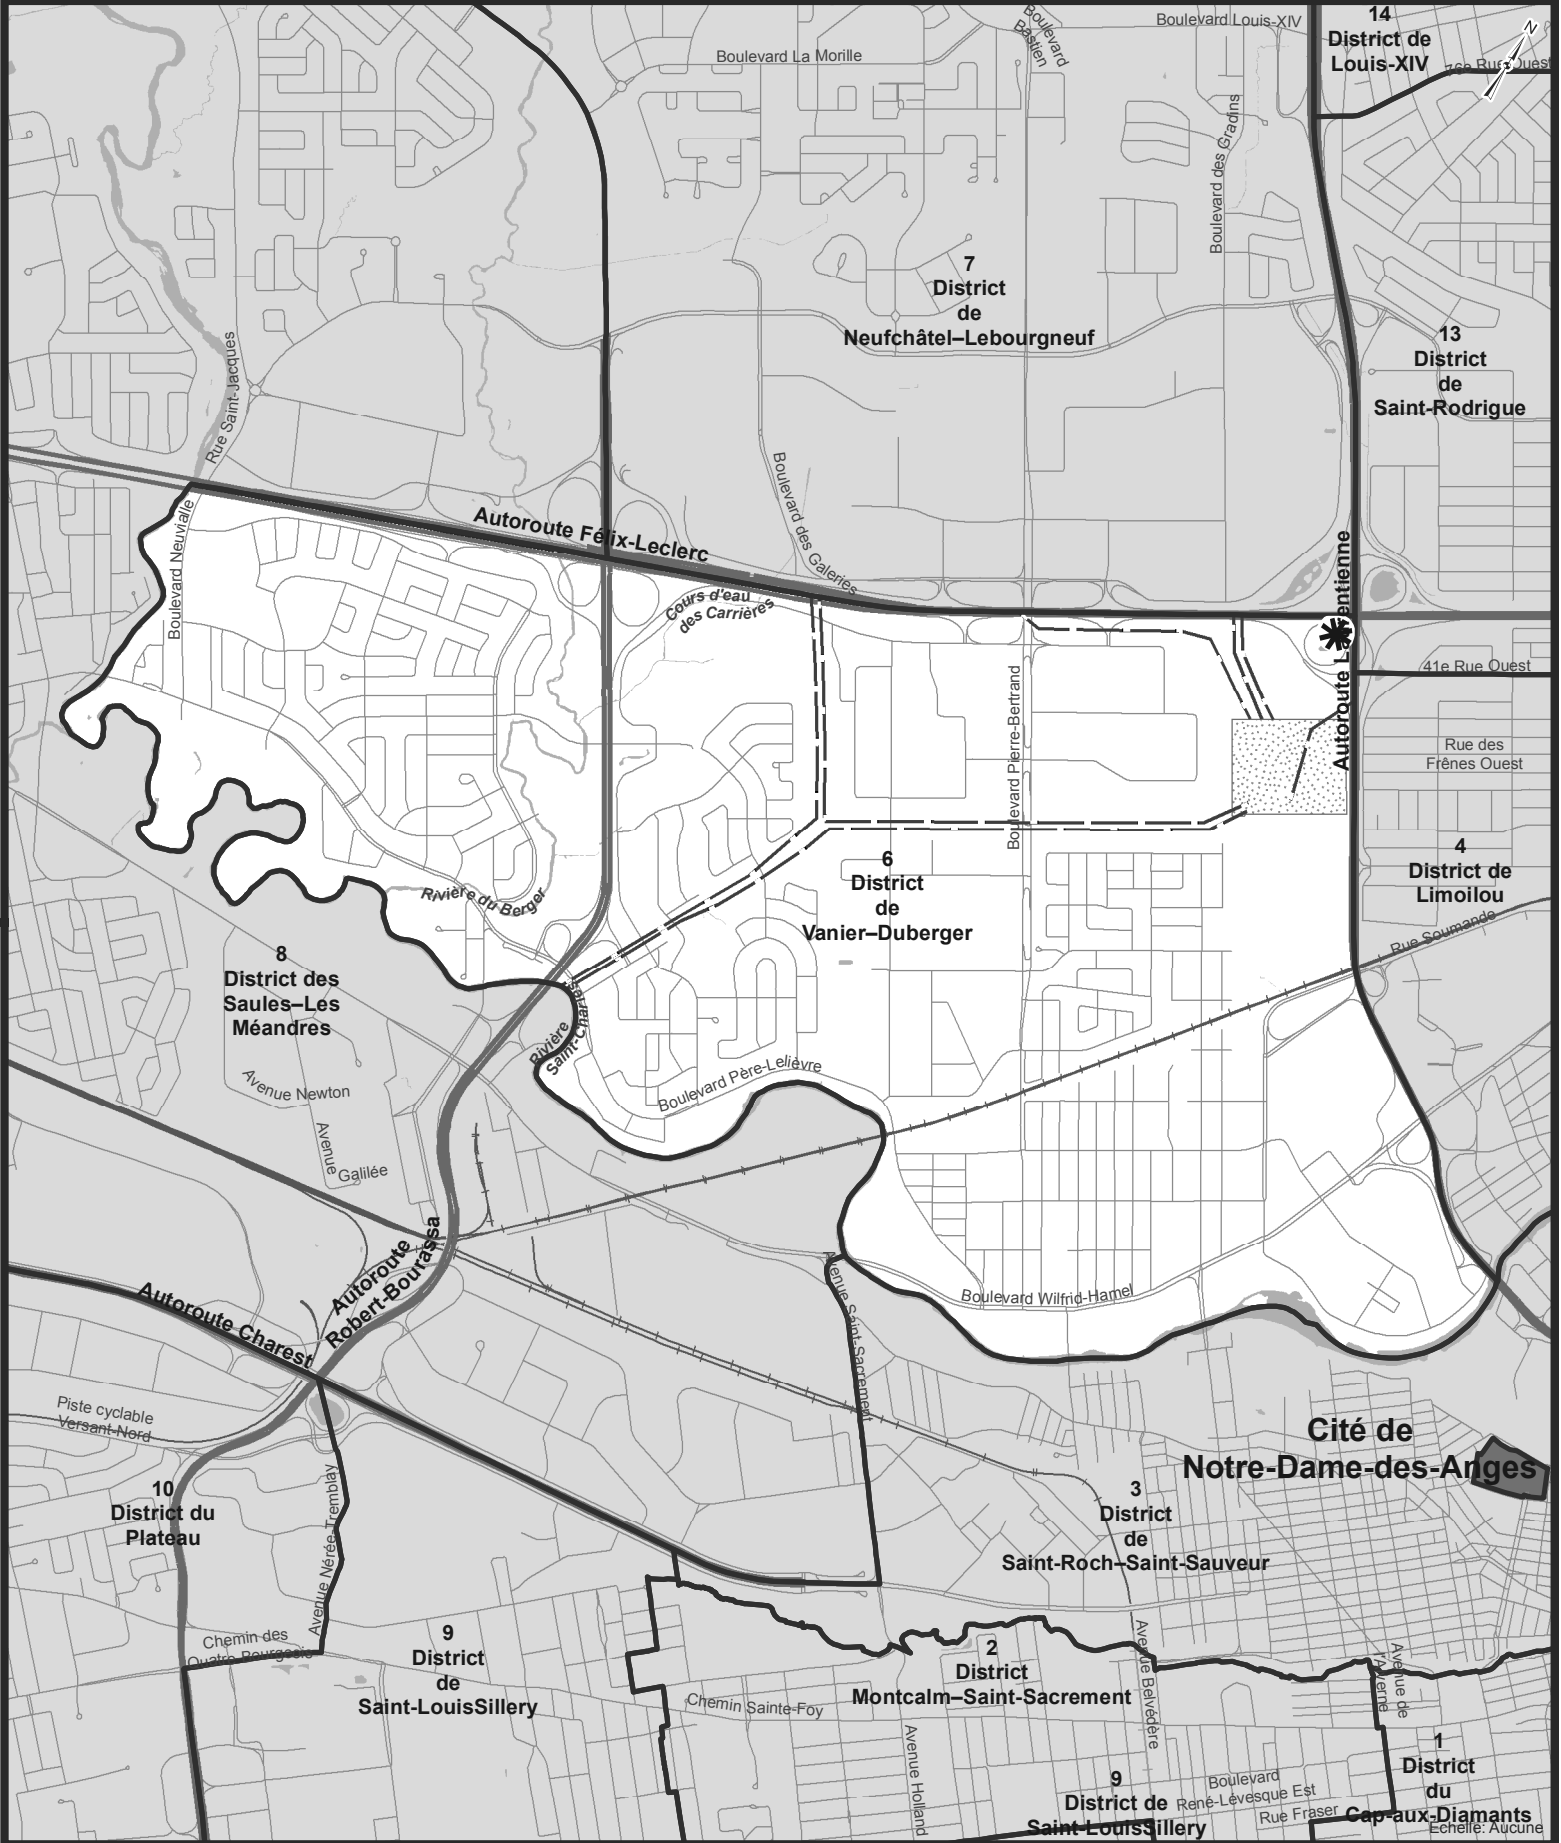 Boulevard Louis-XIV
14
District de
Louis-XIV
N
76e Rue Ouest
Boulevard
Bastien
Boulevard La Morille
Boulevard des Gradins
7
District
de
Neufchâtel–Lebourgneuf
13
District
de
Saint-Rodrigue
Rue Saint-Jacques
Boulevard des Galeries
Autoroute Félix-Leclerc
Boulevard Neuvialle
Cours d'eau
des Carrières
Autoroute Laurentienne
41e Rue Ouest
Boulevard Pierre-Bertrand
Rue des
Frênes Ouest
6
District
de
Vanier–Duberger
4
District de
Limoilou
Rivière du Berger
Rue Soumande
8
District des
Saules–Les
Méandres
Rivière
Saint-Charles
Avenue Newton
Boulevard Père-Lelièvre
Avenue
Galilée
Autoroute
Robert-Bourassa
Autoroute Charest
Avenue Saint-Sacrement
Boulevard Wilfrid-Hamel
Piste cyclable
Versant-Nord
Cité de
Notre-Dame-des-Anges
10
District du
Plateau
Avenue Nérée-Tremblay
3
District
de
Saint-Roch–Saint-Sauveur
Chemin des
Quatre-Bourgeois
9
District
de
Saint-LouisSillery
2
District
Montcalm–Saint-Sacrement
Avenue Belvédère
Avenue de
l'Averne
Chemin Sainte-Foy
Avenue Holland
9
District de
Saint-LouisSillery
Boulevard
René-Lévesque Est
Rue Fraser
1
District
du
Cap-aux-Diamants
Échelle: Aucune